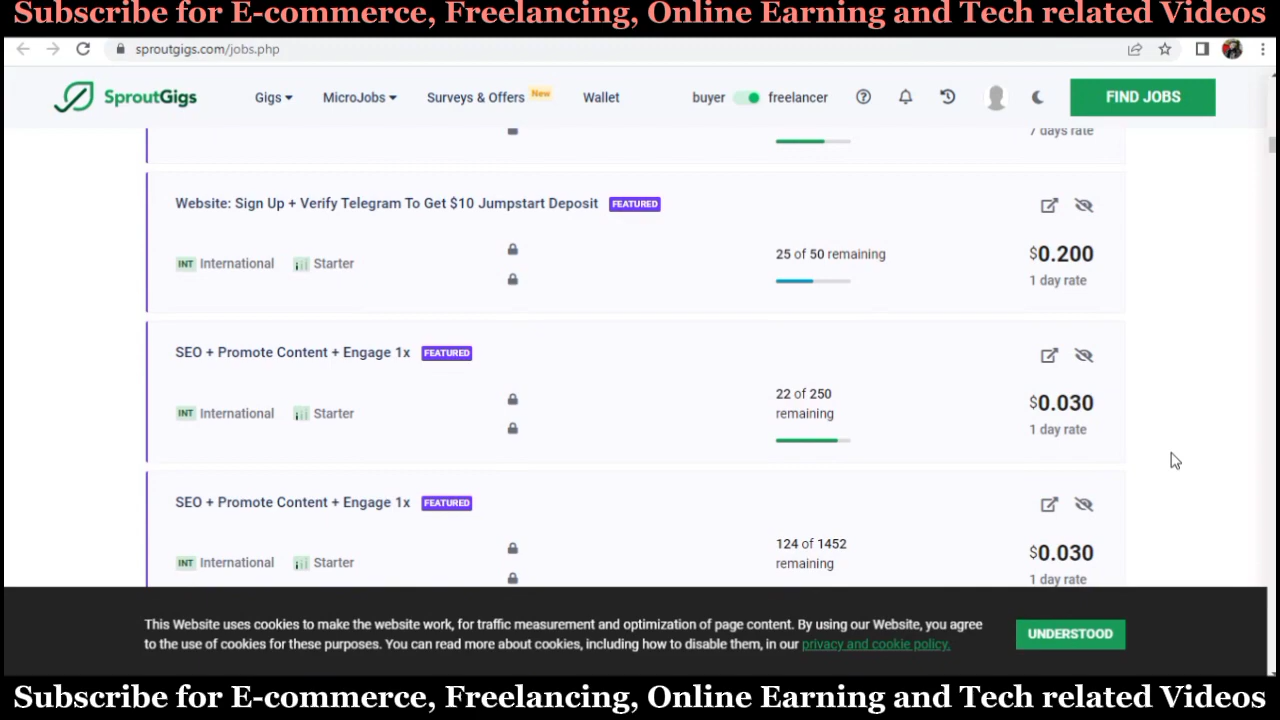 Subscribe for E-commerce, Freelancing, Online Earning and Tech related Videos
sproutgigs.com/jobs.php
SproutGigs
Gigs
MicroJobs
Surveys & Offers New
Wallet
buyer
freelancer
FIND JOBS
7 days rate
Website: Sign Up + Verify Telegram To Get $10 Jumpstart Deposit FEATURED
INT International Starter
25 of 50 remaining
$0.200
1 day rate
SEO + Promote Content + Engage 1x FEATURED
INT International Starter
22 of 250
remaining
$0.030
1 day rate
SEO + Promote Content + Engage 1x FEATURED
INT International Starter
124 of 1452
remaining
$0.030
1 day rate
This Website uses cookies to make the website work, for traffic measurement and optimization of page content. By using our Website, you agree
to the use of cookies for these purposes. You can read more about cookies, including how to disable them, in our privacy and cookie policy.
UNDERSTOOD
Subscribe for E-commerce, Freelancing, Online Earning and Tech related Videos